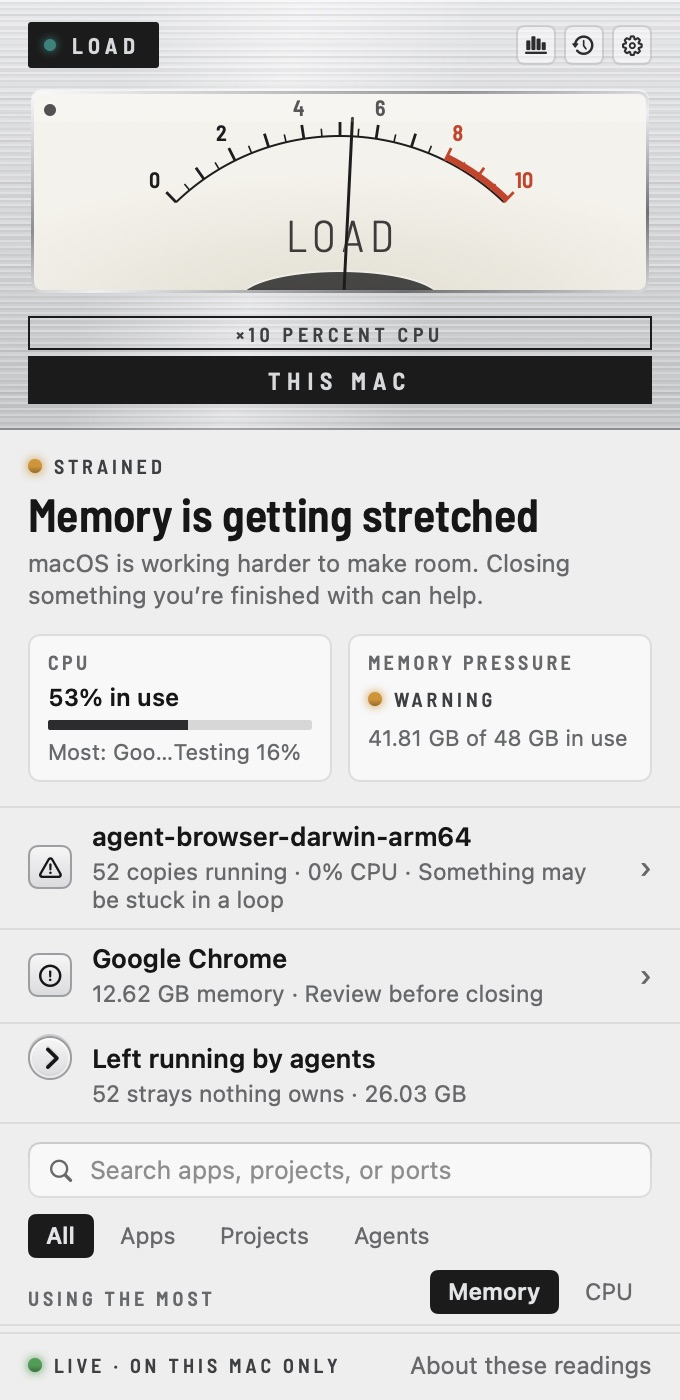 LOAD
0 2 4 6 8 10
LOAD
×10 PERCENT CPU
THIS MAC
STRAINED
Memory is getting stretched
macOS is working harder to make room. Closing
something you’re finished with can help.
CPU
53% in use
Most: Goo…Testing 16%
MEMORY PRESSURE
WARNING
41.81 GB of 48 GB in use
agent-browser-darwin-arm64
52 copies running · 0% CPU · Something may
be stuck in a loop
Google Chrome
12.62 GB memory · Review before closing
Left running by agents
52 strays nothing owns · 26.03 GB
Search apps, projects, or ports
All Apps Projects Agents
USING THE MOST Memory CPU
LIVE · ON THIS MAC ONLY About these readings